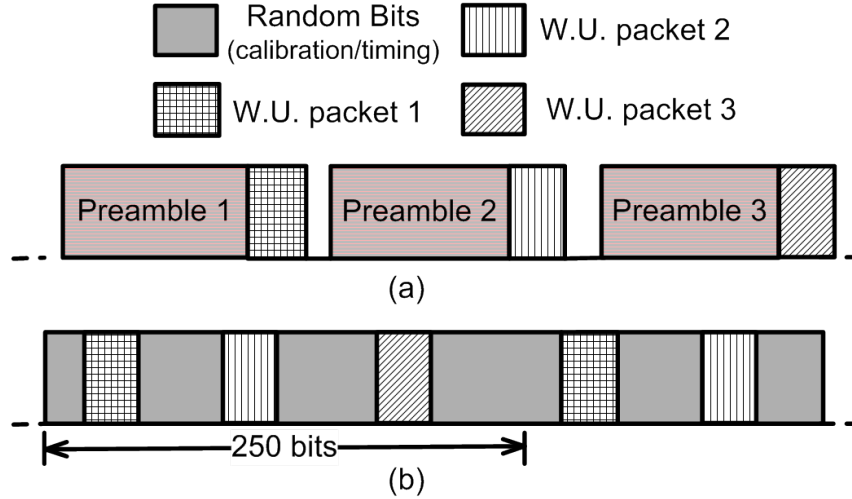 Random Bits
(calibration/timing)
W.U. packet 2
W.U. packet 1
W.U. packet 3
Preamble 1
Preamble 2
Preamble 3
(a)
250 bits
(b)